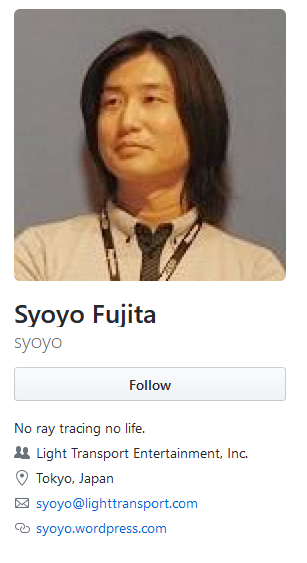 Syoyo Fujita
syoyo
Follow
No ray tracing no life.
Light Transport Entertainment, Inc.
Tokyo, Japan
syoyo@lighttransport.com
syoyo.wordpress.com